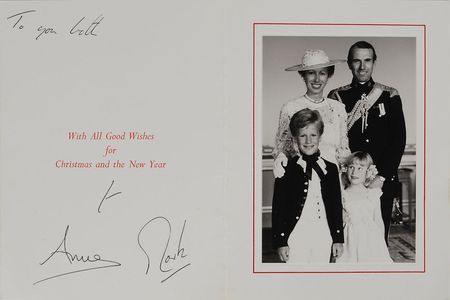 To you both
With All Good Wishes
for
Christmas and the New Year
Anne Mark